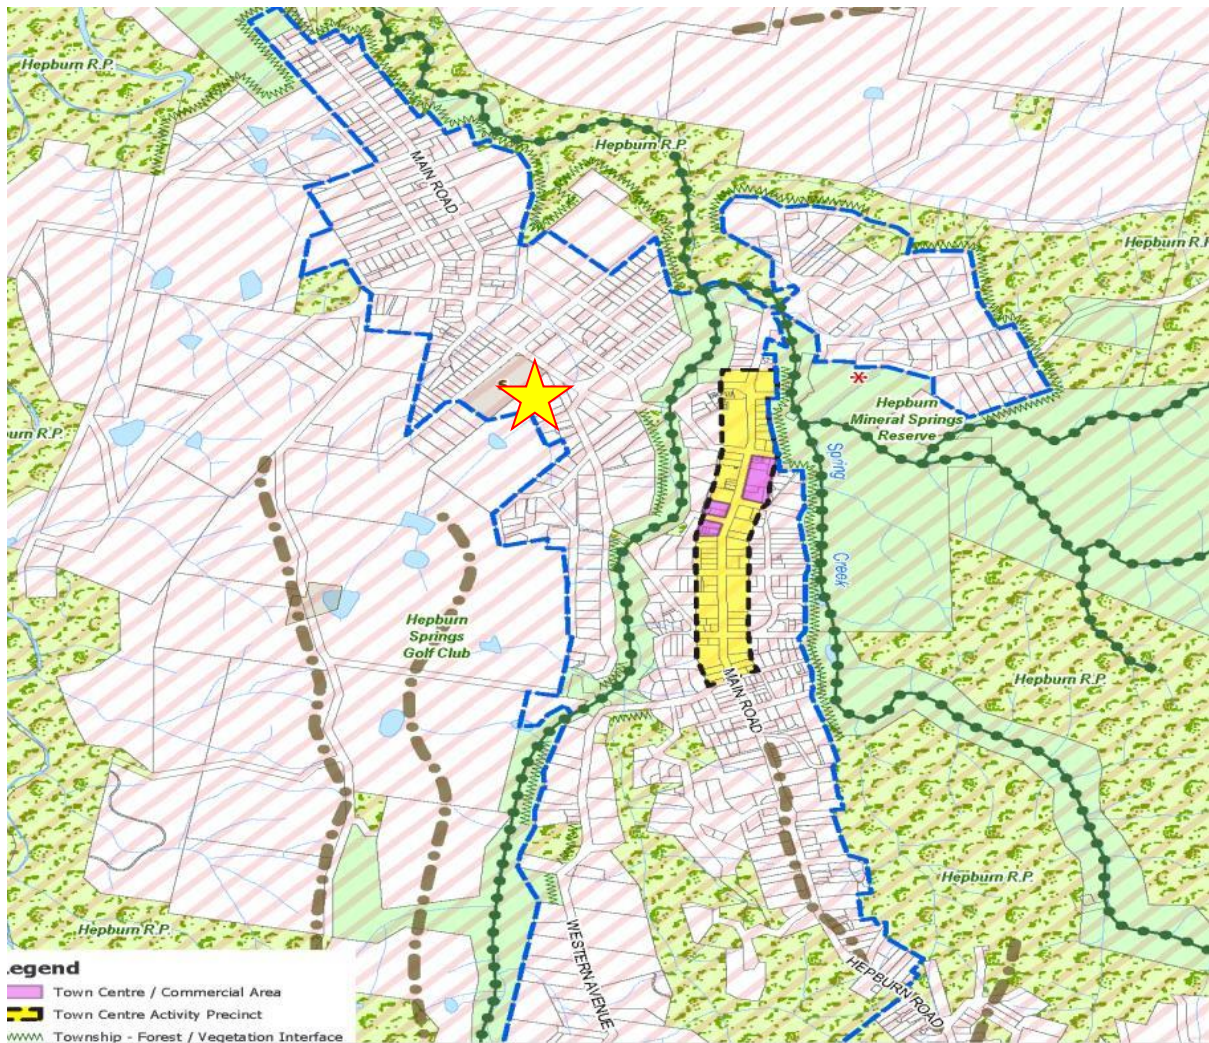 Hepburn R.P.
MAIN ROAD
Hepburn R.P.
Hepburn R.P
Hepburn
Mineral Springs
Reserve
urn R.P.
Spring
Creek
Hepburn
Springs
Golf Club
MAIN ROAD
Hepburn R.P.
Hepburn R.P.
Hepburn R.P.
WESTERN AVENUE
HEPBURN ROAD
egend
Town Centre / Commercial Area
Town Centre Activity Precinct
Township - Forest / Vegetation Interface